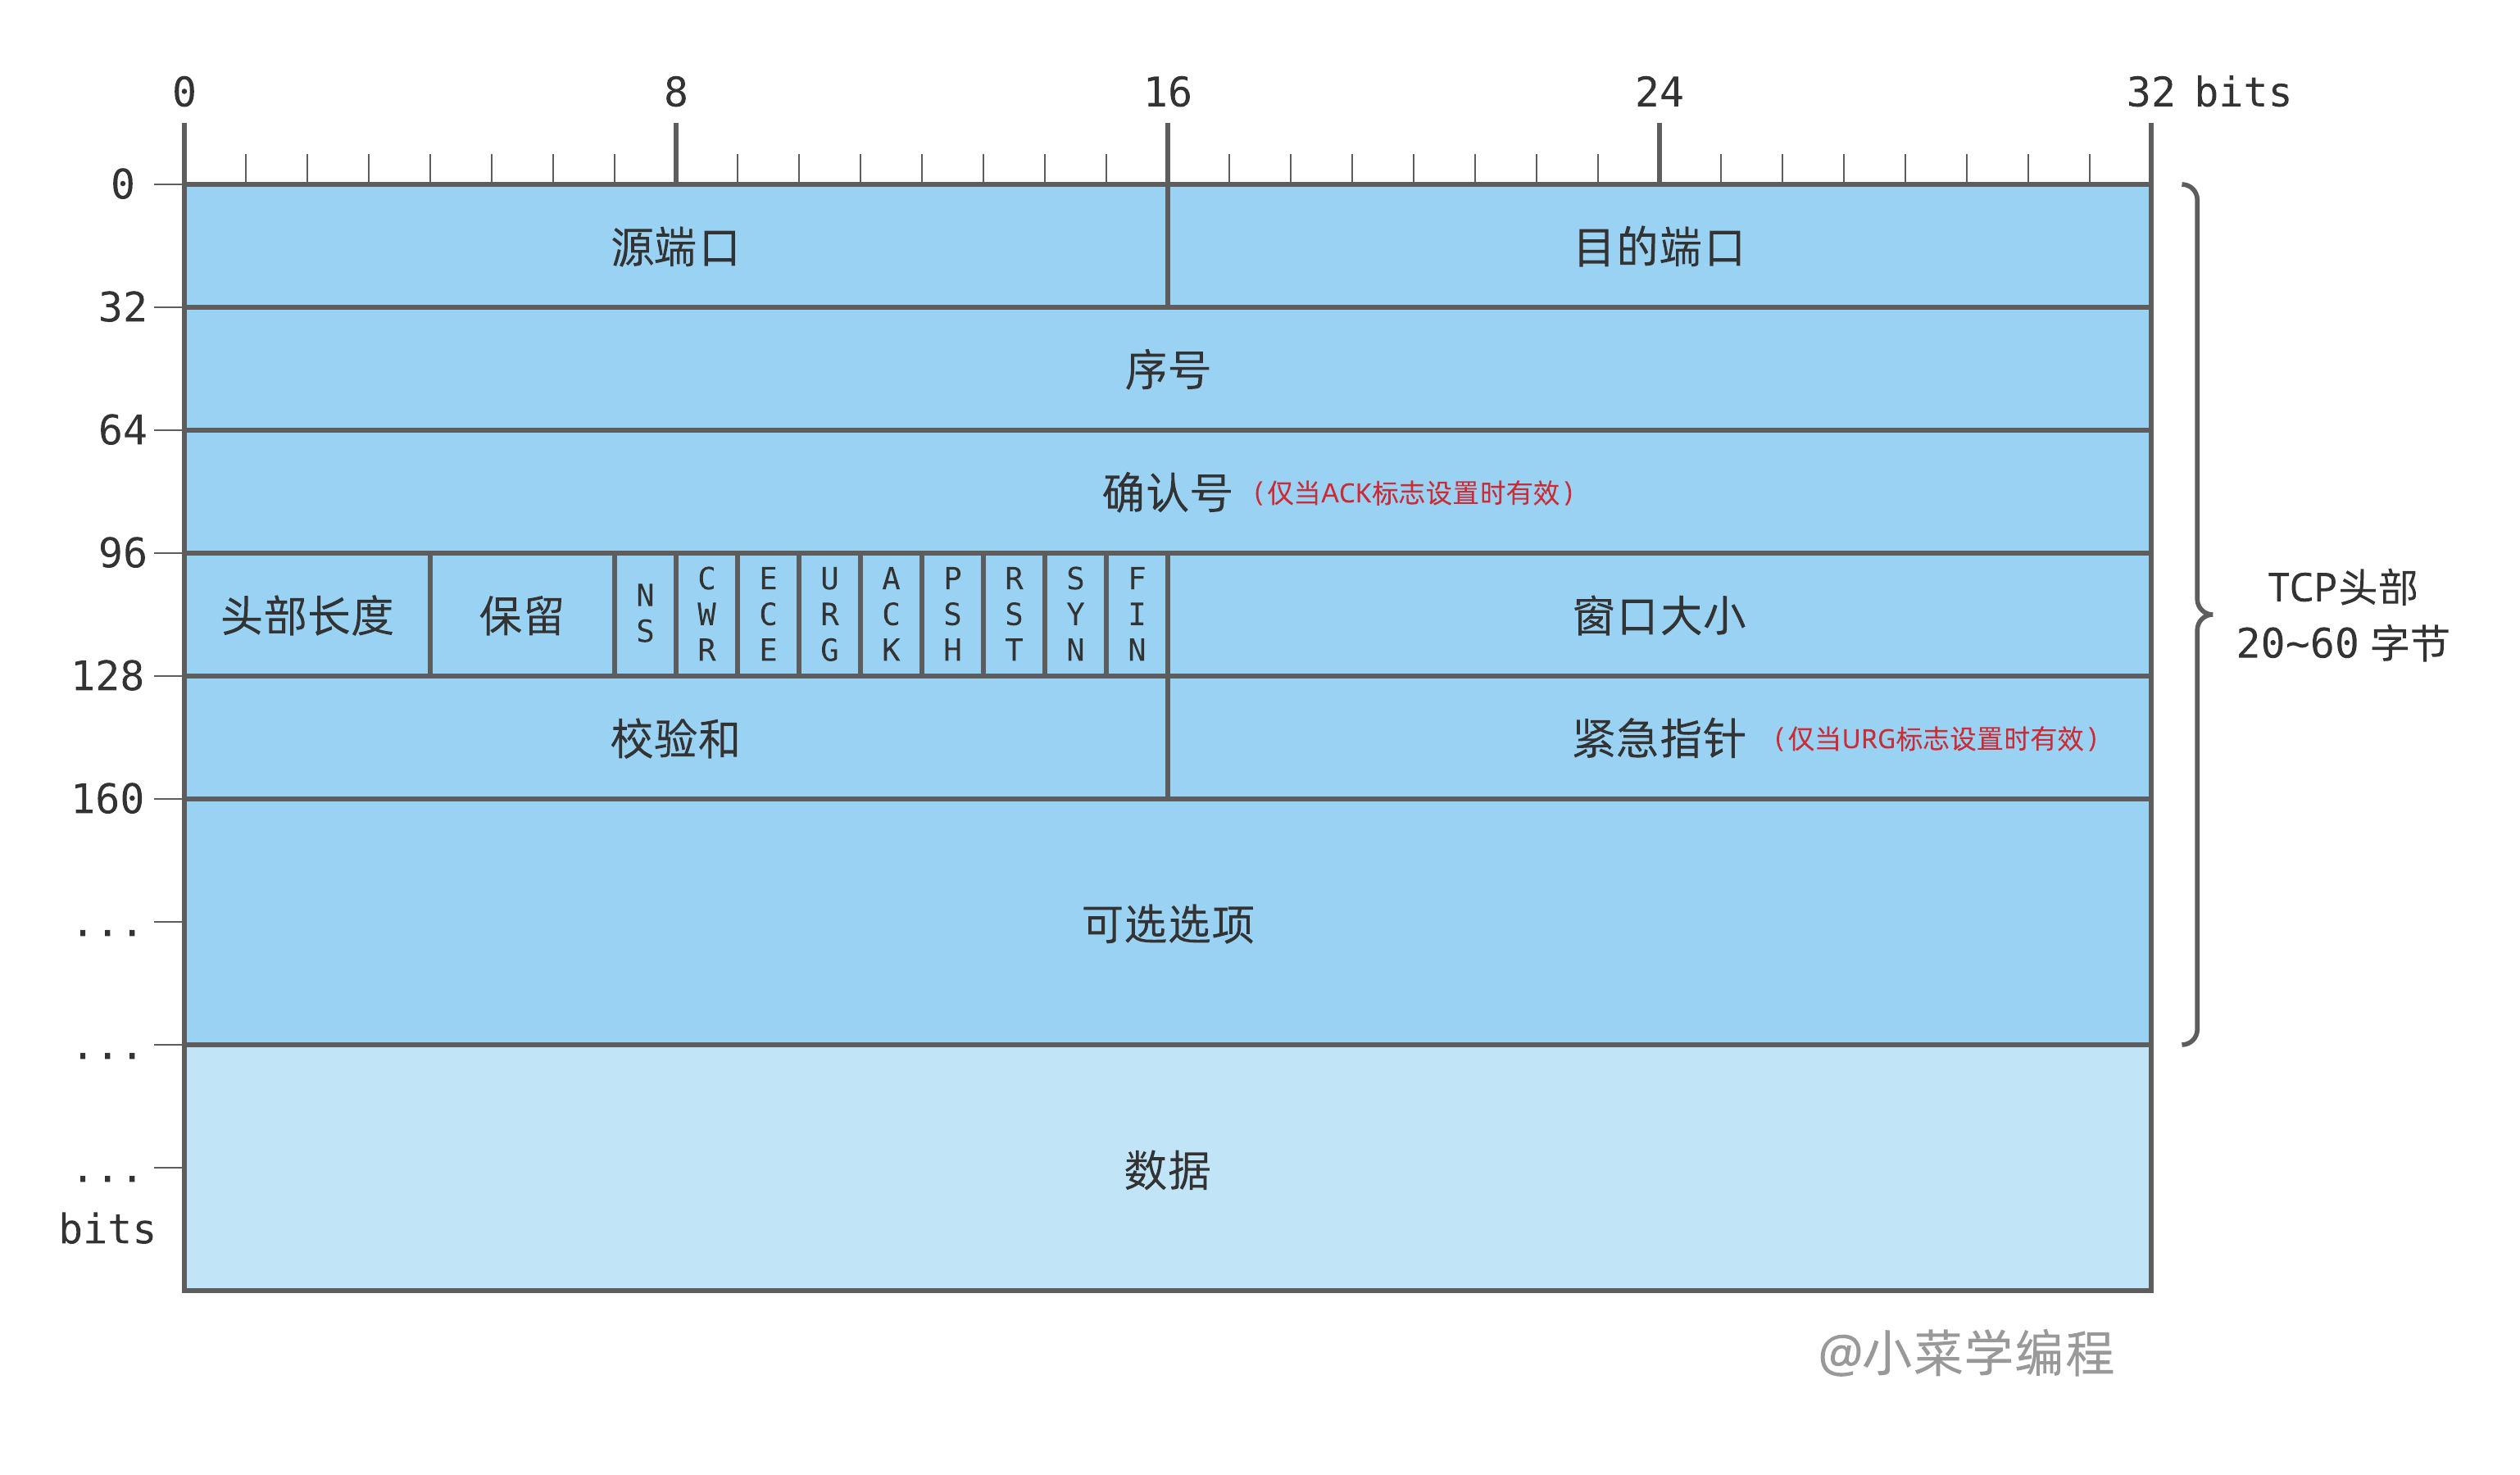 0 8 16 24 32 bits
0
源端口 目的端口
32
序号
64
确认号 (仅当ACK标志设置时有效)
96
头部长度 保留 NS CWR ECE URG ACK PSH RST SYN FIN 窗口大小
TCP头部
20~60 字节
128
校验和 紧急指针 (仅当URG标志设置时有效)
160
可选选项
...
...
数据
...
bits
@小菜学编程